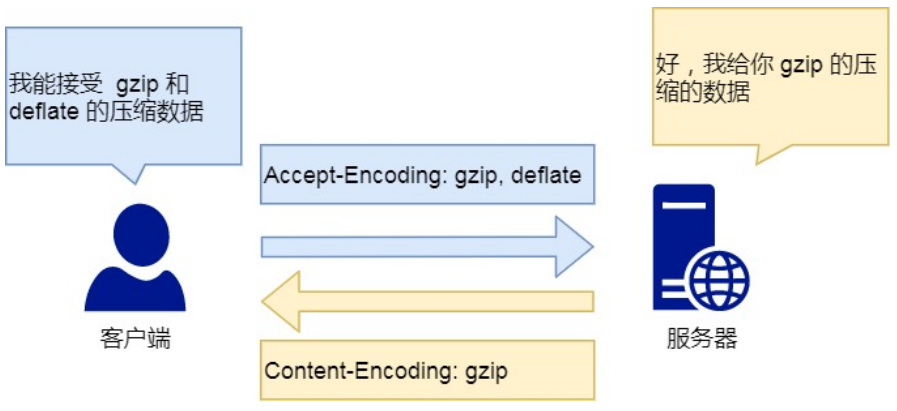 我能接受 gzip 和
deflate 的压缩数据
好，我给你 gzip 的压
缩的数据
Accept-Encoding: gzip, deflate
客户端
服务器
Content-Encoding: gzip